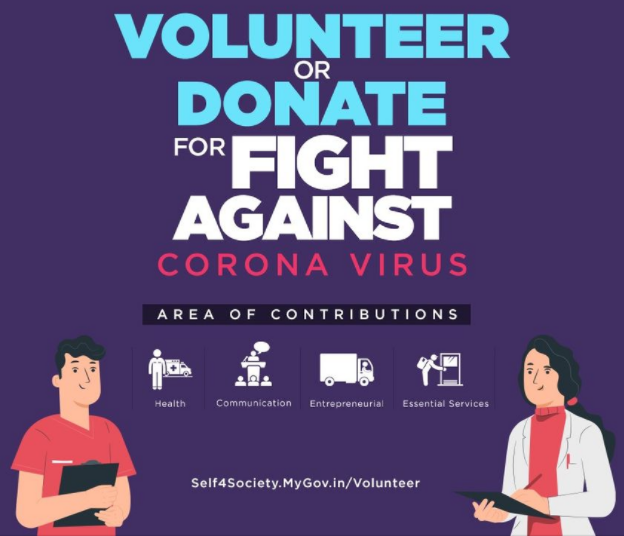 VOLUNTEER
OR
DONATE
FOR FIGHT
AGAINST
CORONA VIRUS
AREA OF CONTRIBUTIONS
Health Communication Entrepreneurial Essential Services
Self4Society.MyGov.in/Volunteer